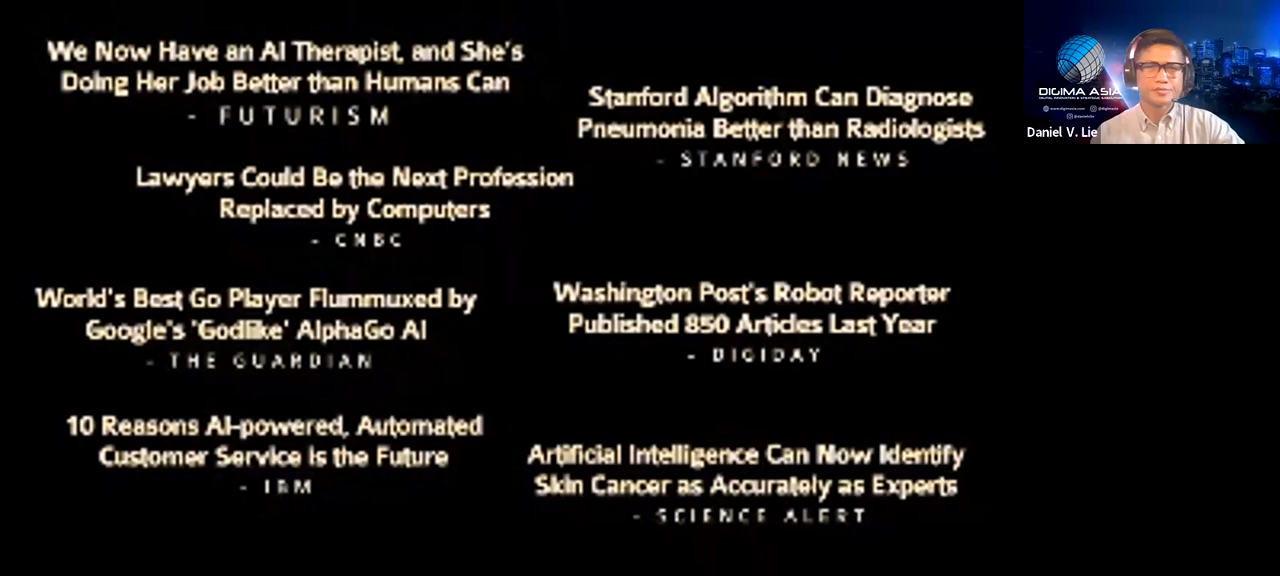 We Now Have an AI Therapist, and She's
Doing Her Job Better than Humans Can
- FUTURISM
Stanford Algorithm Can Diagnose
Pneumonia Better than Radiologists
- STANFORD NEWS
Lawyers Could Be the Next Profession
Replaced by Computers
- CNBC
World's Best Go Player Flummuxed by
Google's 'Godlike' AlphaGo AI
- THE GUARDIAN
Washington Post's Robot Reporter
Published 850 Articles Last Year
- DIGIDAY
10 Reasons AI-powered, Automated
Customer Service is the Future
- IBM
Artificial Intelligence Can Now Identify
Skin Cancer as Accurately as Experts
- SCIENCE ALERT
DIGIMA ASIA
Daniel V. Lie